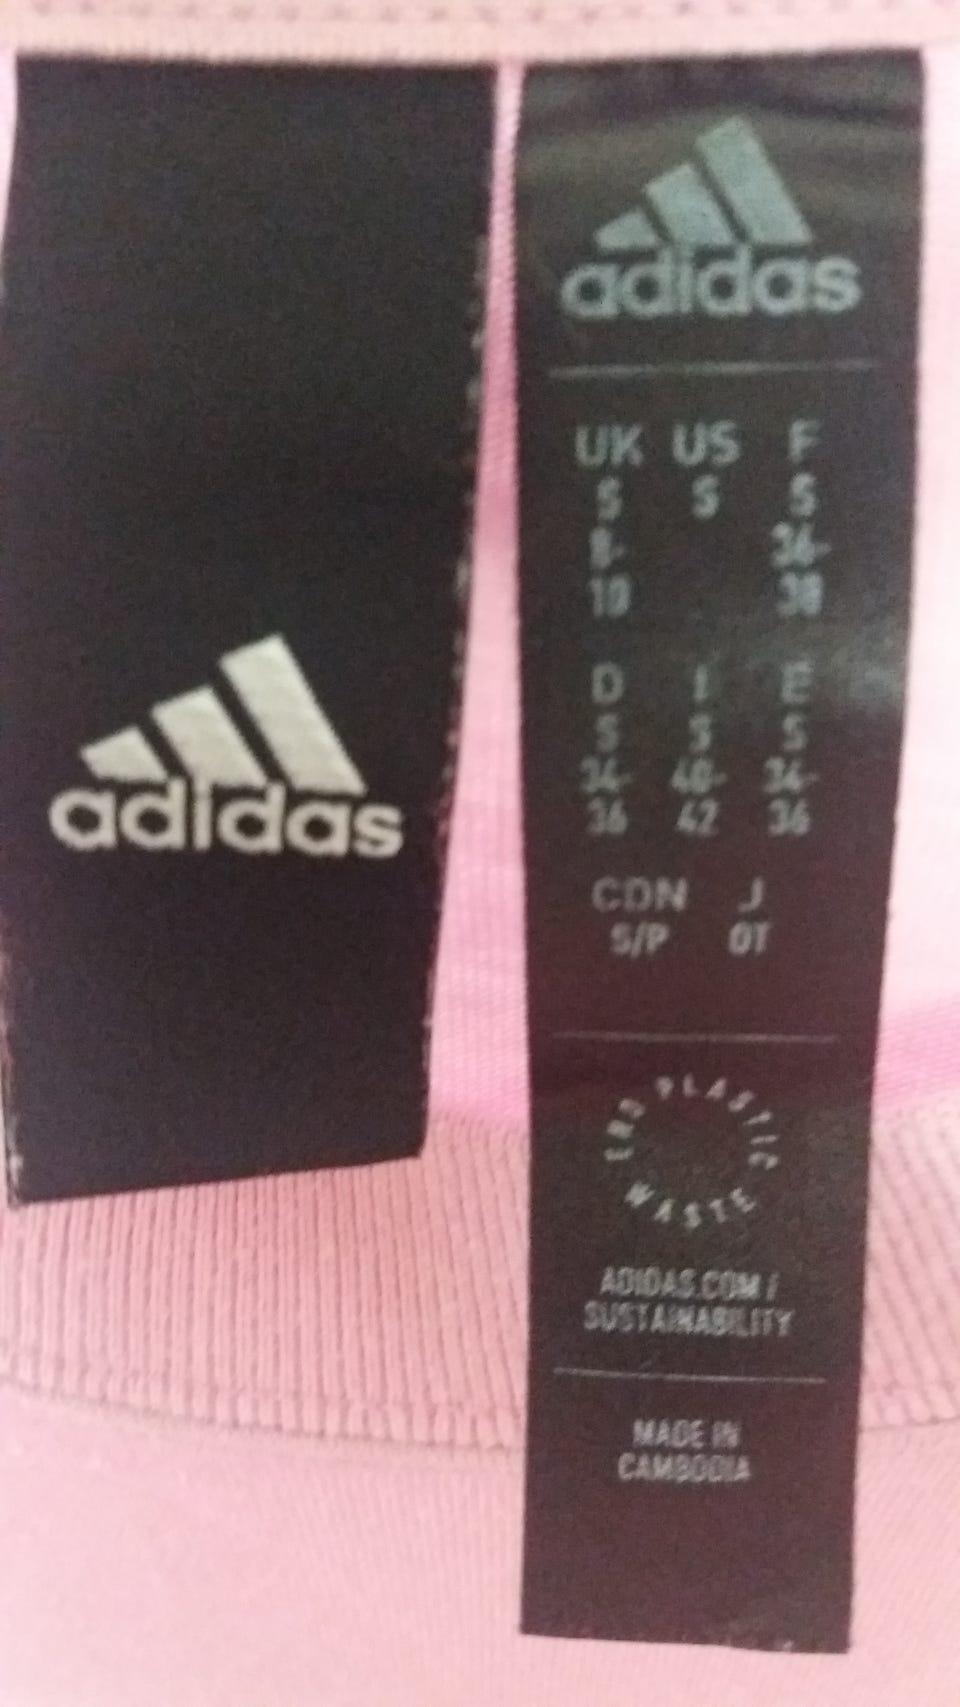 adidas
adidas
UK US F
S S S
8- 36-
10 38
D I E
S S S
34- 40- 34-
36 42 36
CDN J
S/P OT
END PLASTIC WASTE
ADIDAS.COM /
SUSTAINABILITY
MADE IN
CAMBODIA